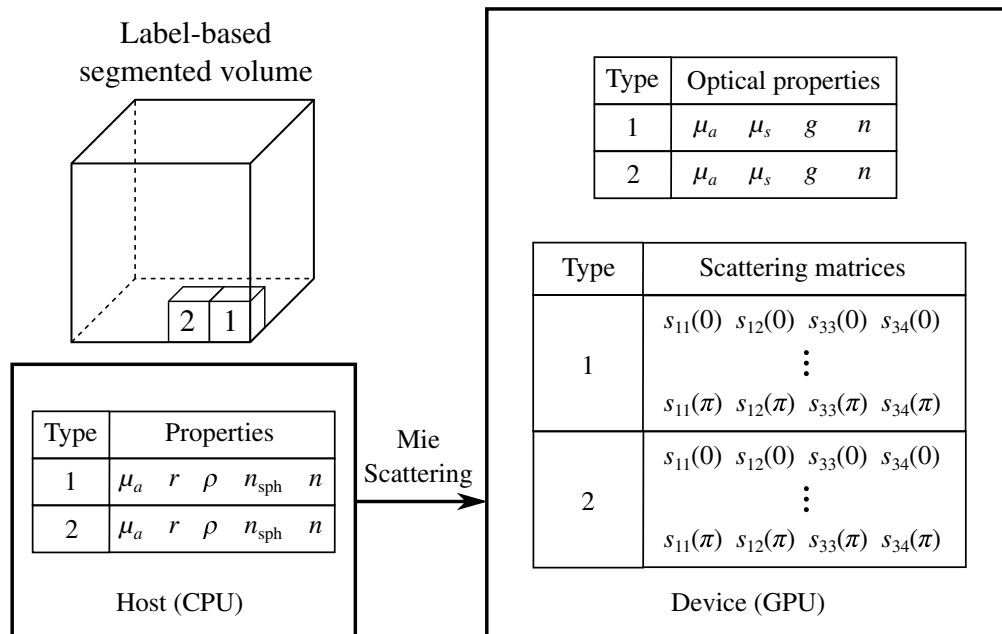 Label-based
segmented volume
2 1
Type Properties
1 μa r ρ nsph n
2 μa r ρ nsph n
Host (CPU)
Mie
Scattering
Type Optical properties
1 μa μs g n
2 μa μs g n
Type Scattering matrices
s11(0) s12(0) s33(0) s34(0)
1 ⋮
s11(π) s12(π) s33(π) s34(π)
s11(0) s12(0) s33(0) s34(0)
2 ⋮
s11(π) s12(π) s33(π) s34(π)
Device (GPU)